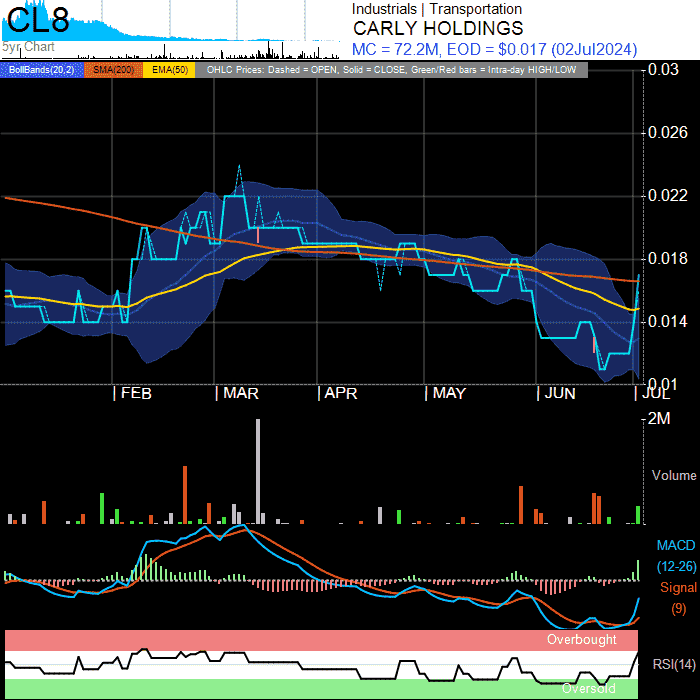 CL8
5yr Chart
Industrials | Transportation
CARLY HOLDINGS
MC = 72.2M, EOD = $0.017 (02Jul2024)
BollBands(20,2) SMA(200) EMA(50) OHLC Prices: Dashed = OPEN, Solid = CLOSE, Green/Red bars = Intra-day HIGH/LOW
0.03
0.026
0.022
0.018
0.014
0.01
FEB MAR APR MAY JUN JUL
2M
Volume
MACD
(12-26)
Signal
(9)
Overbought
RSI(14)
Oversold